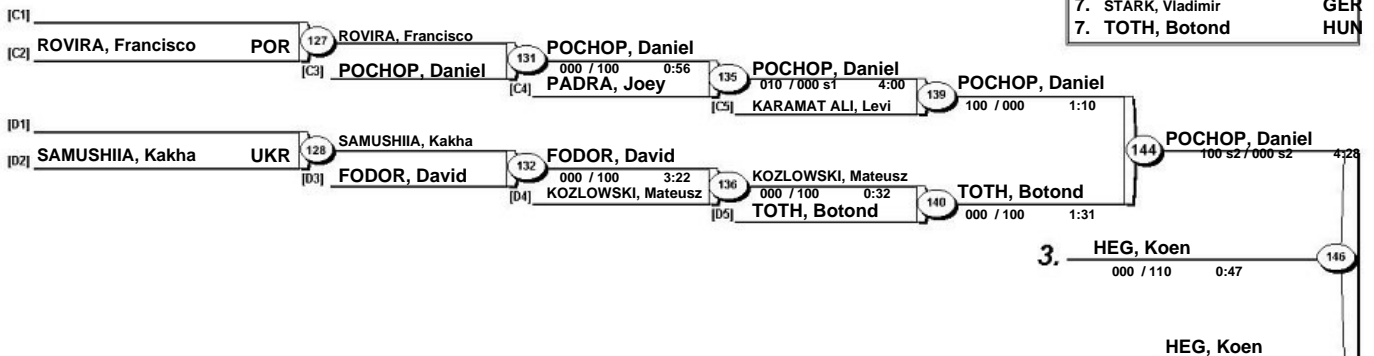 7. STARK, Vladimir GER
7. TOTH, Botond HUN
[C1]
[C2] ROVIRA, Francisco POR
127
ROVIRA, Francisco
[C3] POCHOP, Daniel
131
POCHOP, Daniel
000 / 100 0:56
[C4] PADRA, Joey
135
POCHOP, Daniel
010 / 000 s1 4:00
[C5] KARAMAT ALI, Levi
139
POCHOP, Daniel
100 / 000 1:10
[D1]
[D2] SAMUSHIIA, Kakha UKR
128
SAMUSHIIA, Kakha
[D3] FODOR, David
132
FODOR, David
000 / 100 3:22
[D4] KOZLOWSKI, Mateusz
136
KOZLOWSKI, Mateusz
000 / 100 0:32
[D5] TOTH, Botond
140
TOTH, Botond
000 / 100 1:31
144
POCHOP, Daniel
100 s2 / 000 s2 4:28
3. HEG, Koen
000 / 110 0:47
146
HEG, Koen